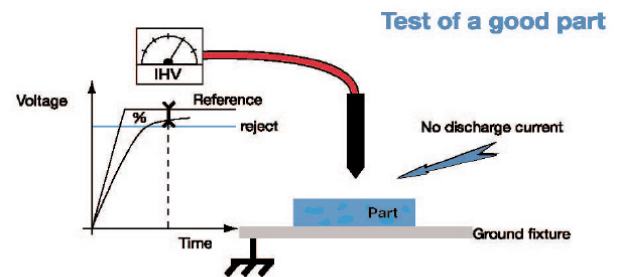 Test of a good part
IHV
Voltage
Reference
%
reject
No discharge current
Part
Time
Ground fixture